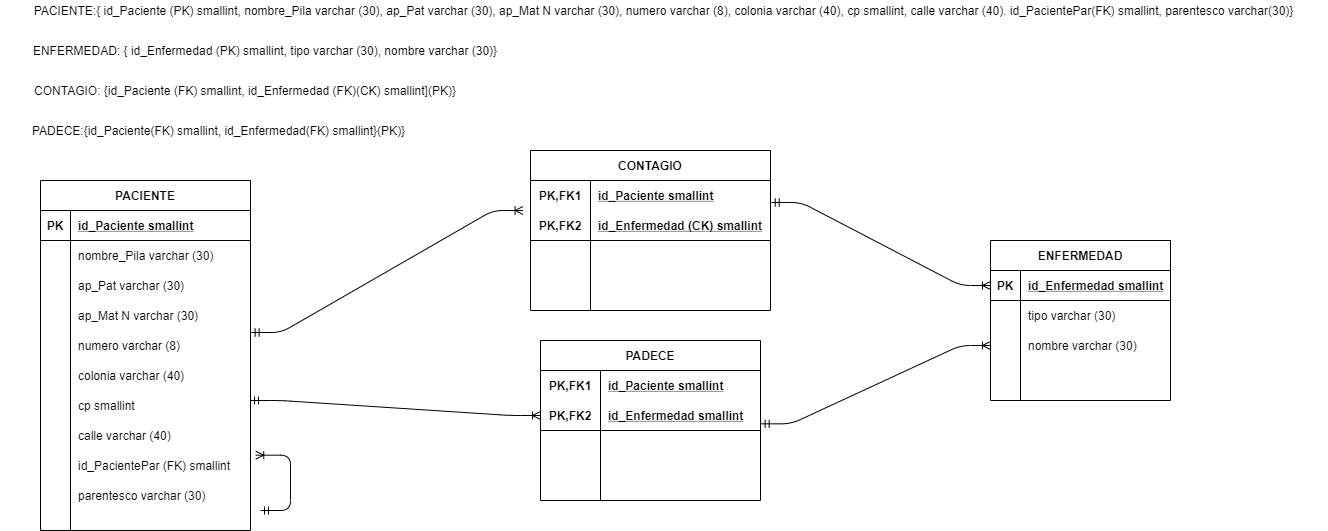 PACIENTE:{ id_Paciente (PK) smallint, nombre_Pila varchar (30), ap_Pat varchar (30), ap_Mat N varchar (30), numero varchar (8), colonia varchar (40), cp smallint, calle varchar (40). id_PacientePar(FK) smallint, parentesco varchar(30)}
ENFERMEDAD: { id_Enfermedad (PK) smallint, tipo varchar (30), nombre varchar (30)}
CONTAGIO: {id_Paciente (FK) smallint, id_Enfermedad (FK)(CK) smallint](PK)}
PADECE:{id_Paciente(FK) smallint, id_Enfermedad(FK) smallint}(PK)}
PACIENTE
PK id_Paciente smallint
nombre_Pila varchar (30)
ap_Pat varchar (30)
ap_Mat N varchar (30)
numero varchar (8)
colonia varchar (40)
cp smallint
calle varchar (40)
id_PacientePar (FK) smallint
parentesco varchar (30)
CONTAGIO
PK,FK1 id_Paciente smallint
PK,FK2 id_Enfermedad (CK) smallint
PADECE
PK,FK1 id_Paciente smallint
PK,FK2 id_Enfermedad smallint
ENFERMEDAD
PK id_Enfermedad smallint
tipo varchar (30)
nombre varchar (30)